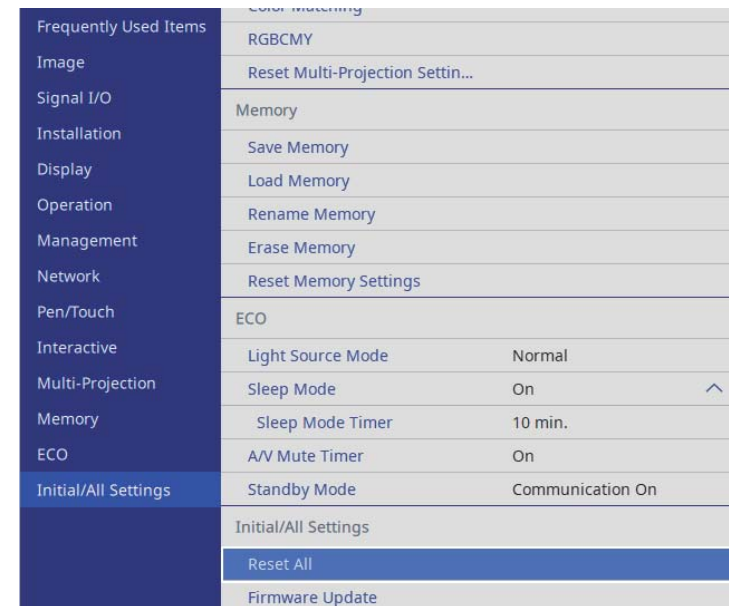 Frequently Used Items
Image
Signal I/O
Installation
Display
Operation
Management
Network
Pen/Touch
Interactive
Multi-Projection
Memory
ECO
Initial/All Settings
Color Matching
RGBCMY
Reset Multi-Projection Settin...
Memory
Save Memory
Load Memory
Rename Memory
Erase Memory
Reset Memory Settings
ECO
Light Source Mode Normal
Sleep Mode On
Sleep Mode Timer 10 min.
A/V Mute Timer On
Standby Mode Communication On
Initial/All Settings
Reset All
Firmware Update